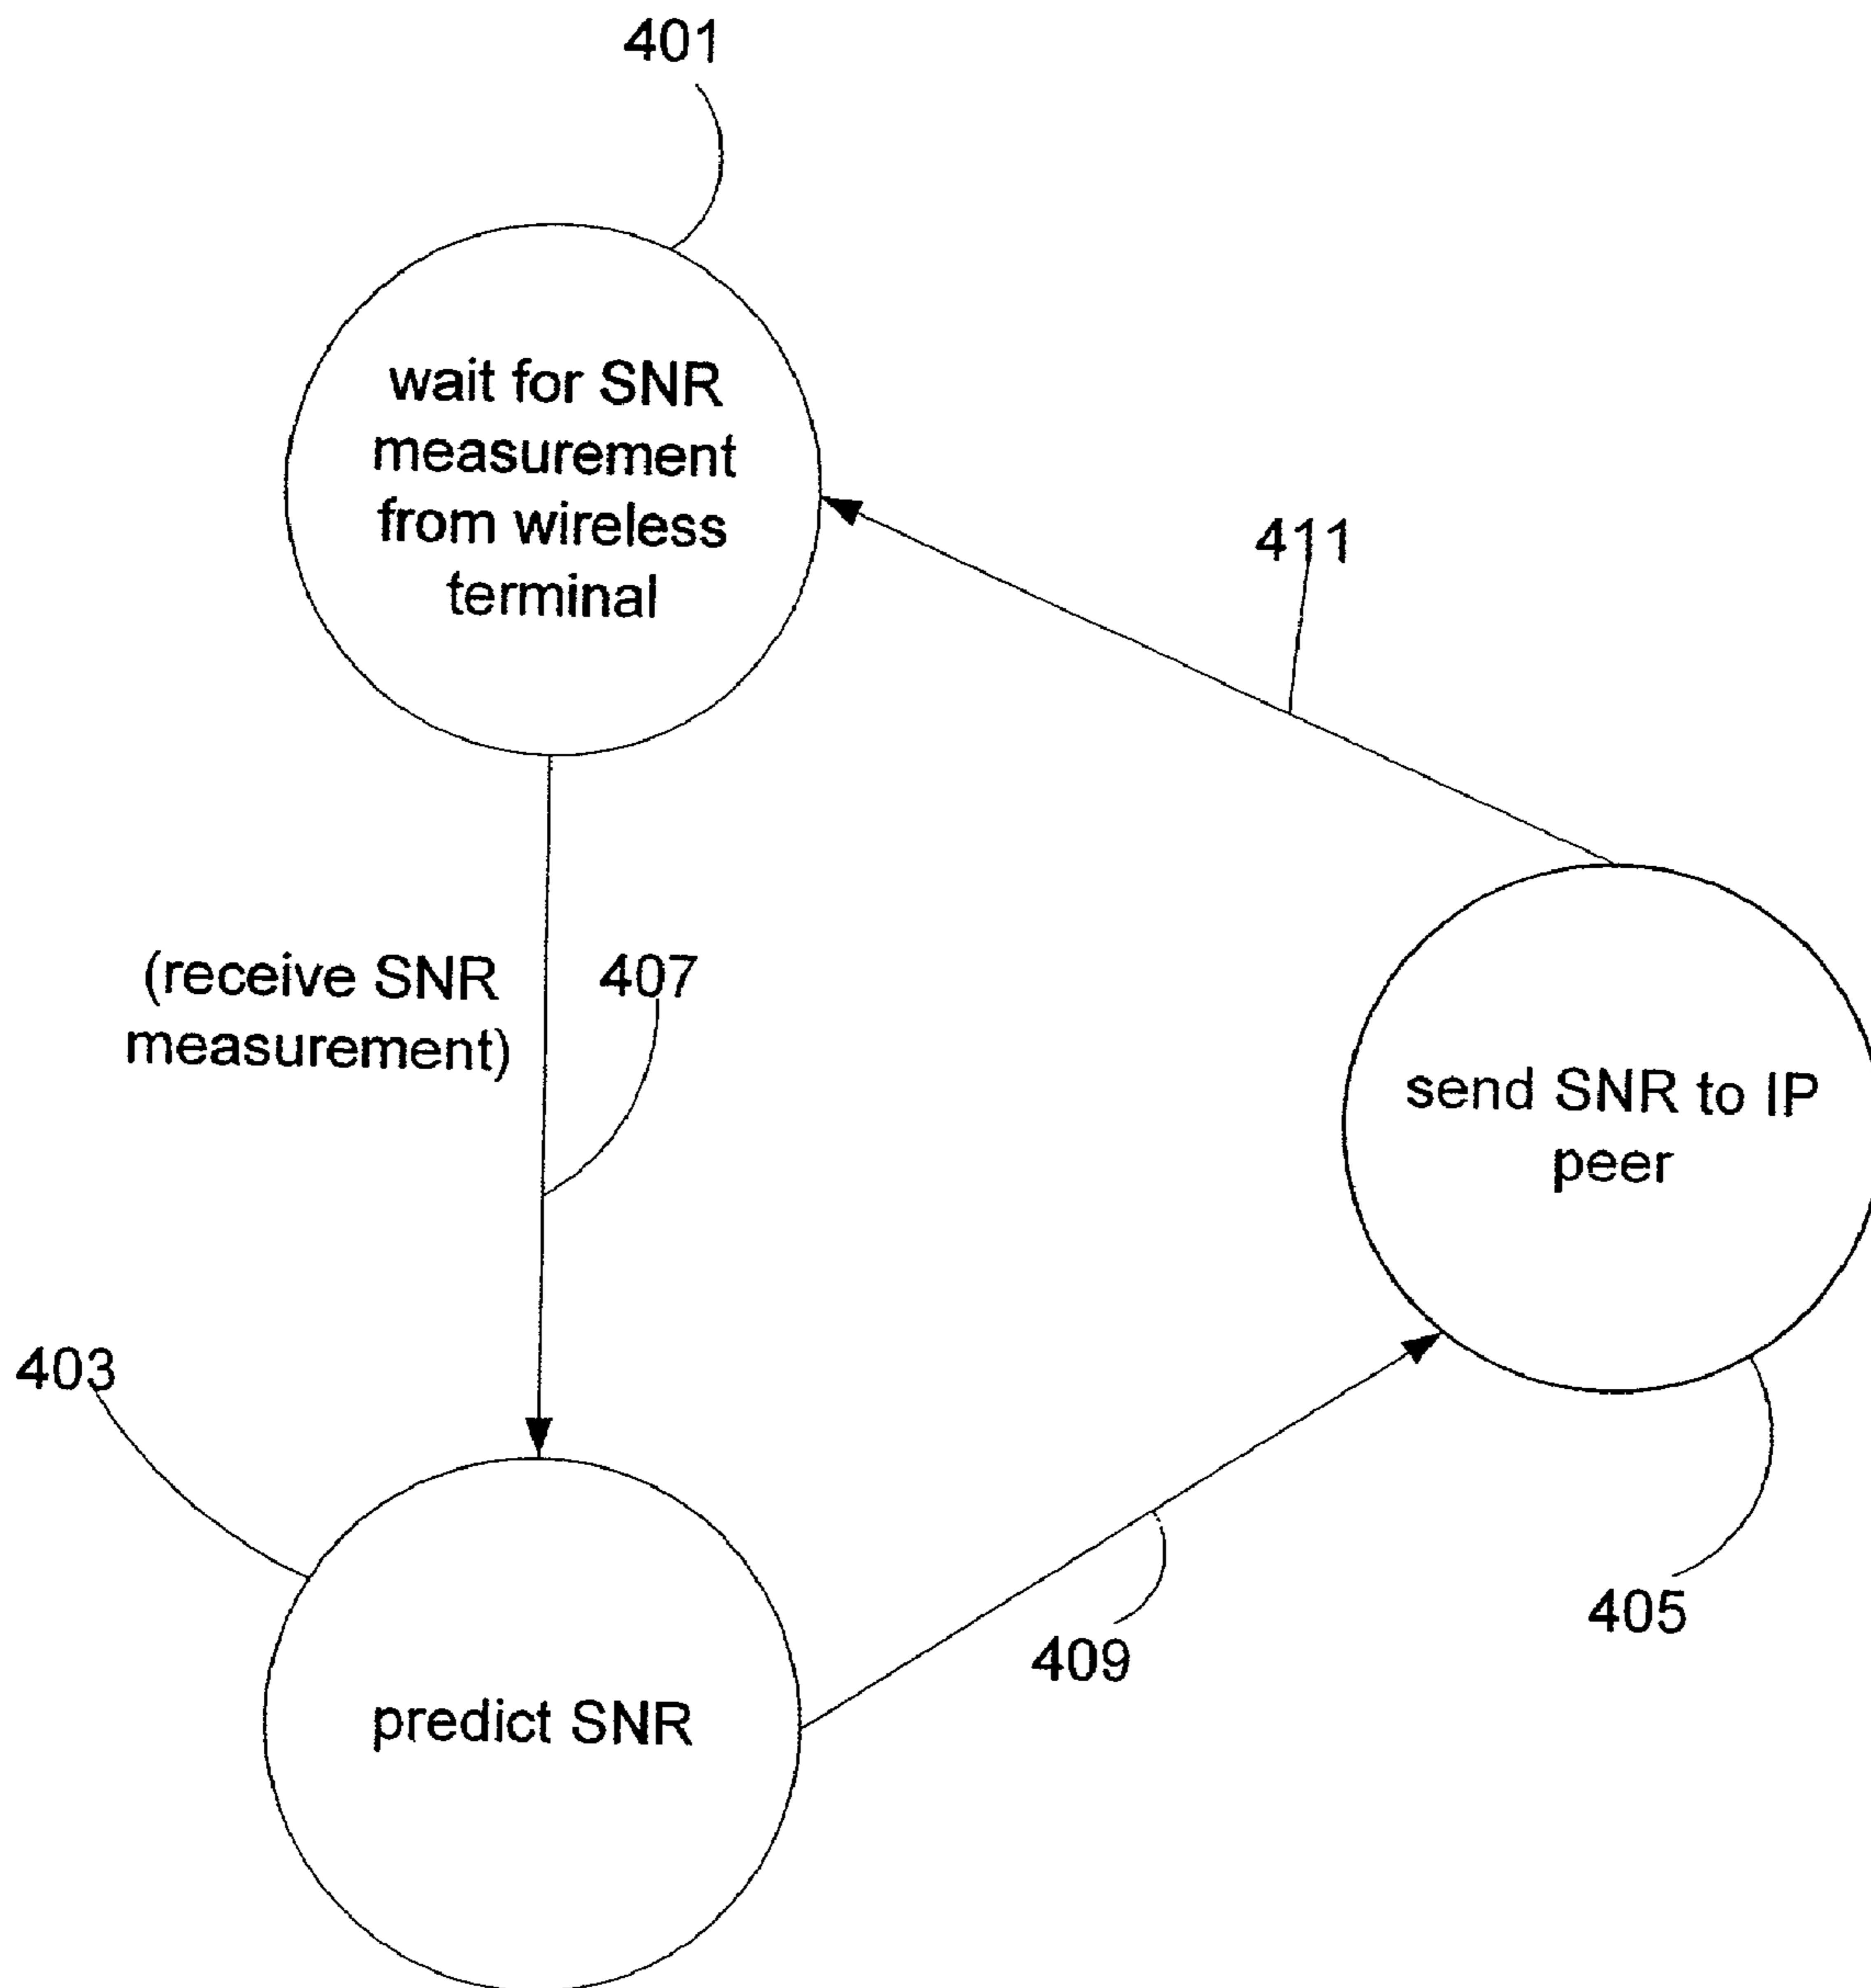 401
wait for SNR
measurement
from wireless
terminal
411
(receive SNR
measurement)
407
send SNR to IP
peer
403
405
409
predict SNR